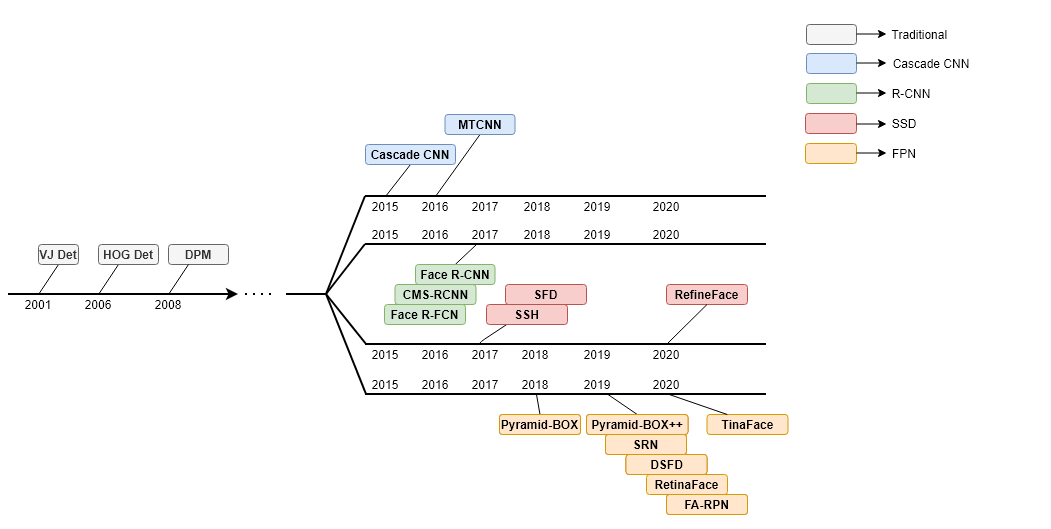 Traditional
Cascade CNN
R-CNN
SSD
FPN
MTCNN
Cascade CNN
2015 2016 2017 2018 2019 2020
2015 2016 2017 2018 2019 2020
VJ Det HOG Det DPM
2001 2006 2008
Face R-CNN
CMS-RCNN SFD RefineFace
Face R-FCN SSH
2015 2016 2017 2018 2019 2020
2015 2016 2017 2018 2019 2020
Pyramid-BOX Pyramid-BOX++ TinaFace
SRN
DSFD
RetinaFace
FA-RPN